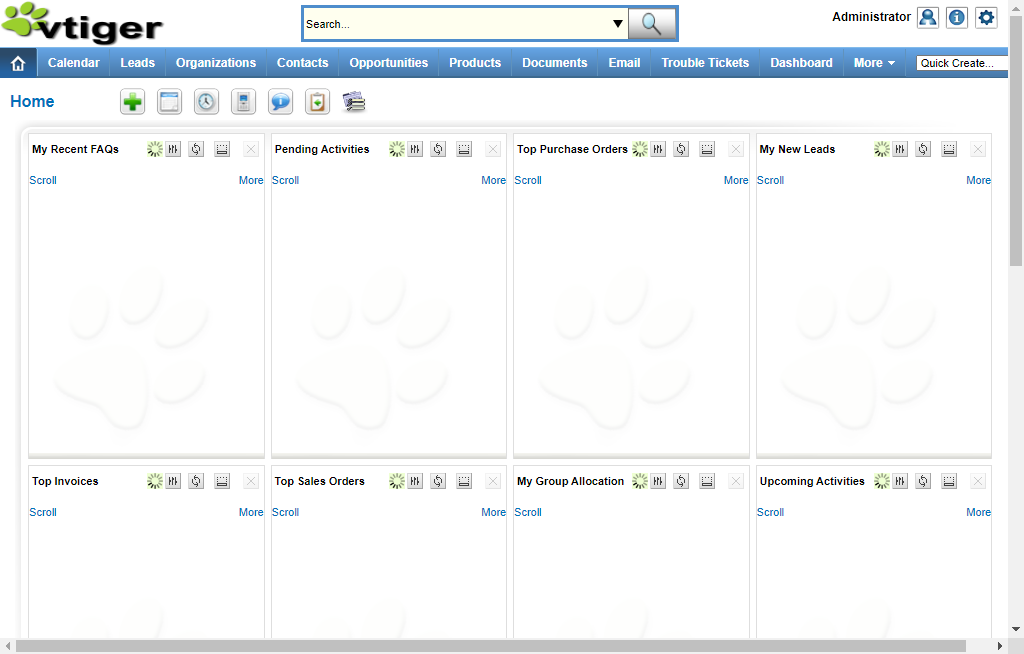 vtiger
Search...
Administrator
Calendar Leads Organizations Contacts Opportunities Products Documents Email Trouble Tickets Dashboard More Quick Create...
Home
My Recent FAQs Pending Activities Top Purchase Orders My New Leads
Scroll More Scroll More Scroll More Scroll More
Top Invoices Top Sales Orders My Group Allocation Upcoming Activities
Scroll More Scroll More Scroll Scroll More